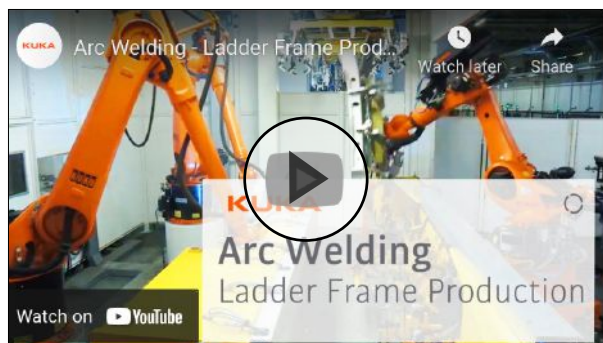 KUKA
Arc Welding - Ladder Frame Prod...
Watch later
Share
KUKA
Arc Welding
Ladder Frame Production
Watch on YouTube